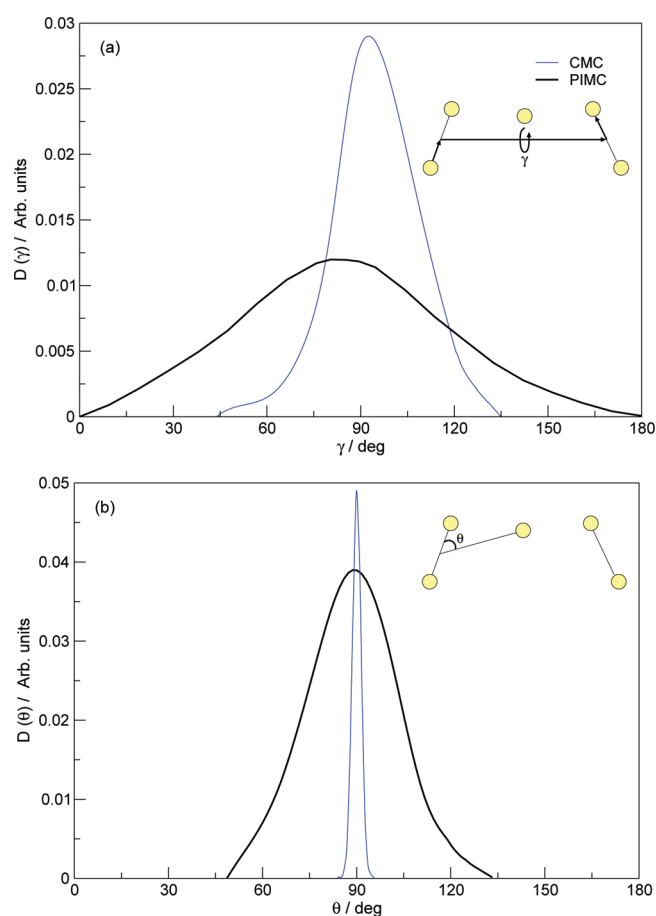 0.03
(a)
CMC
PIMC
0.025
0.02
γ
0.015
D (γ) / Arb. units
0.01
0.005
0
0 30 60 90 120 150 180
γ / deg
0.05
(b)
θ
0.04
0.03
D (θ) / Arb. units
0.02
0.01
0
0 30 60 90 120 150 180
θ / deg